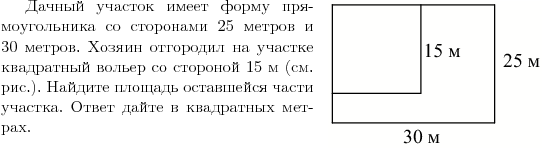 Дачный участок имеет форму пря-
моугольника со сторонами 25 метров и
30 метров. Хозяин отгородил на участке
квадратный вольер со стороной 15 м (см.
рис.). Найдите площадь оставшейся части
участка. Ответ дайте в квадратных мет-
рах.
15 м
25 м
30 м